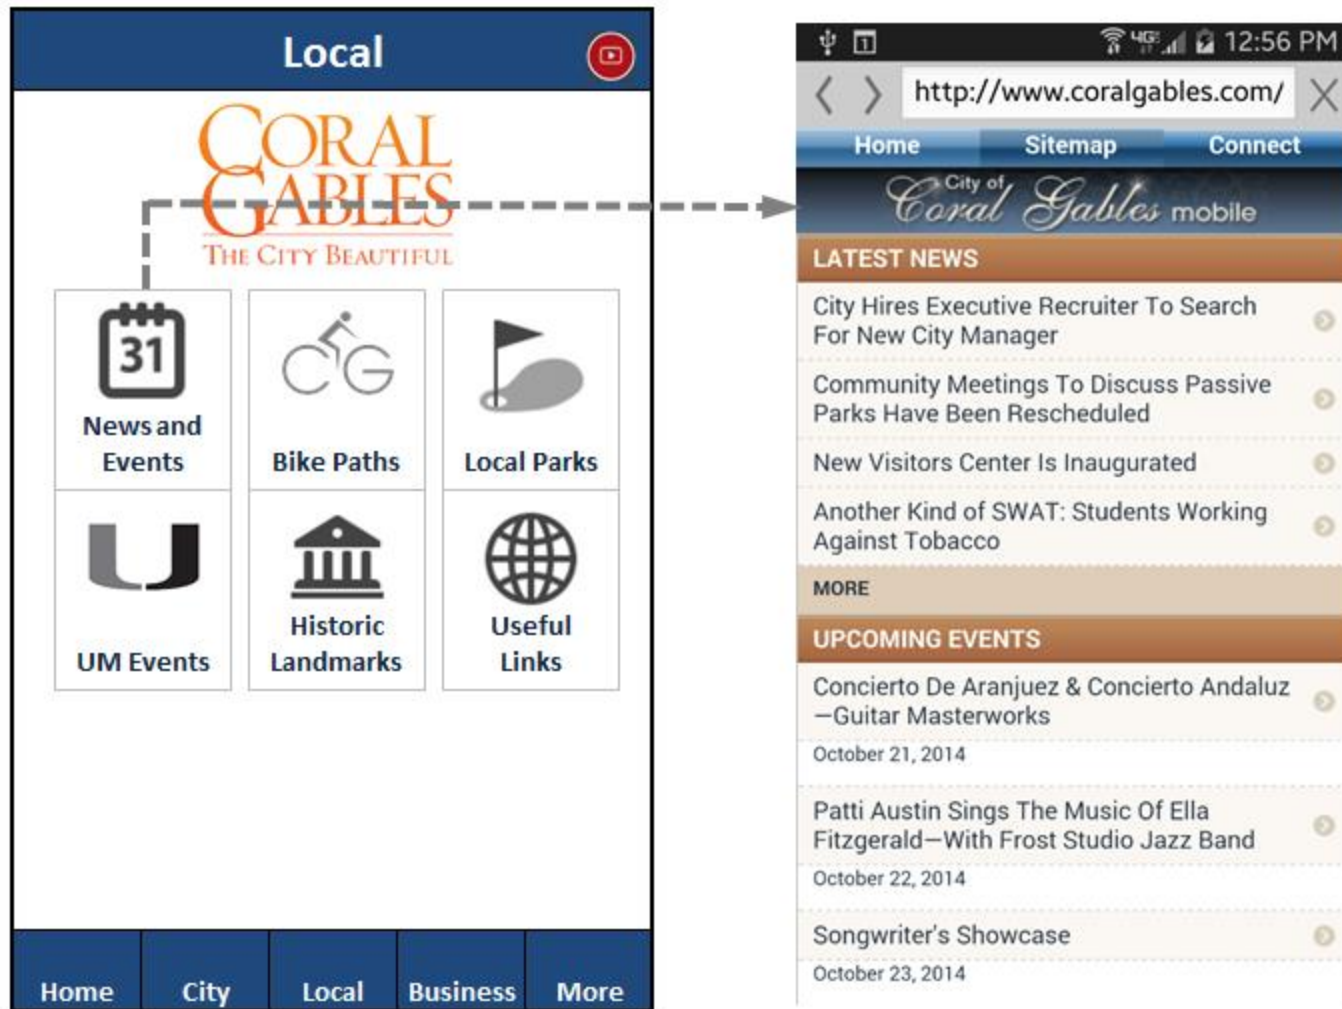 Local
CORAL
GABLES
THE CITY BEAUTIFUL
31
News and
Events
CG
Bike Paths
Local Parks
U
UM Events
Historic
Landmarks
Useful
Links
Home City Local Business More
1 4G 12:56 PM
http://www.coralgables.com/
Home Sitemap Connect
City of
Coral Gables mobile
LATEST NEWS
City Hires Executive Recruiter To Search
For New City Manager
Community Meetings To Discuss Passive
Parks Have Been Rescheduled
New Visitors Center Is Inaugurated
Another Kind of SWAT: Students Working
Against Tobacco
MORE
UPCOMING EVENTS
Concierto De Aranjuez & Concierto Andaluz
—Guitar Masterworks
October 21, 2014
Patti Austin Sings The Music Of Ella
Fitzgerald—With Frost Studio Jazz Band
October 22, 2014
Songwriter's Showcase
October 23, 2014